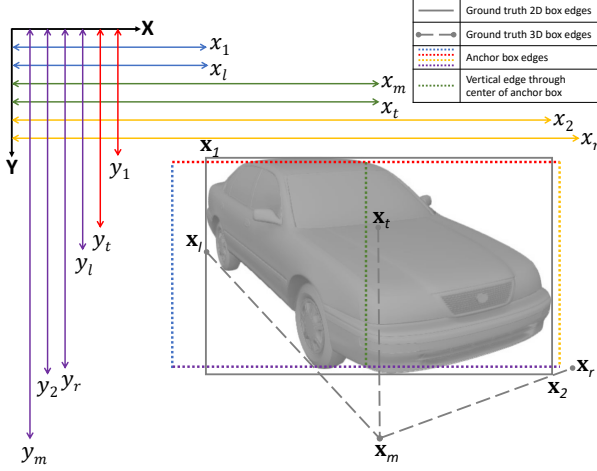 X
Ground truth 2D box edges
Ground truth 3D box edges
Anchor box edges
Vertical edge through
center of anchor box
x₁
xₗ
xₘ
xₜ
x₂
Y
y₁
x₁
xₜ
yₜ
xₗ
yₗ
y₂
yᵣ
xᵣ
x₂
yₘ
xₘ